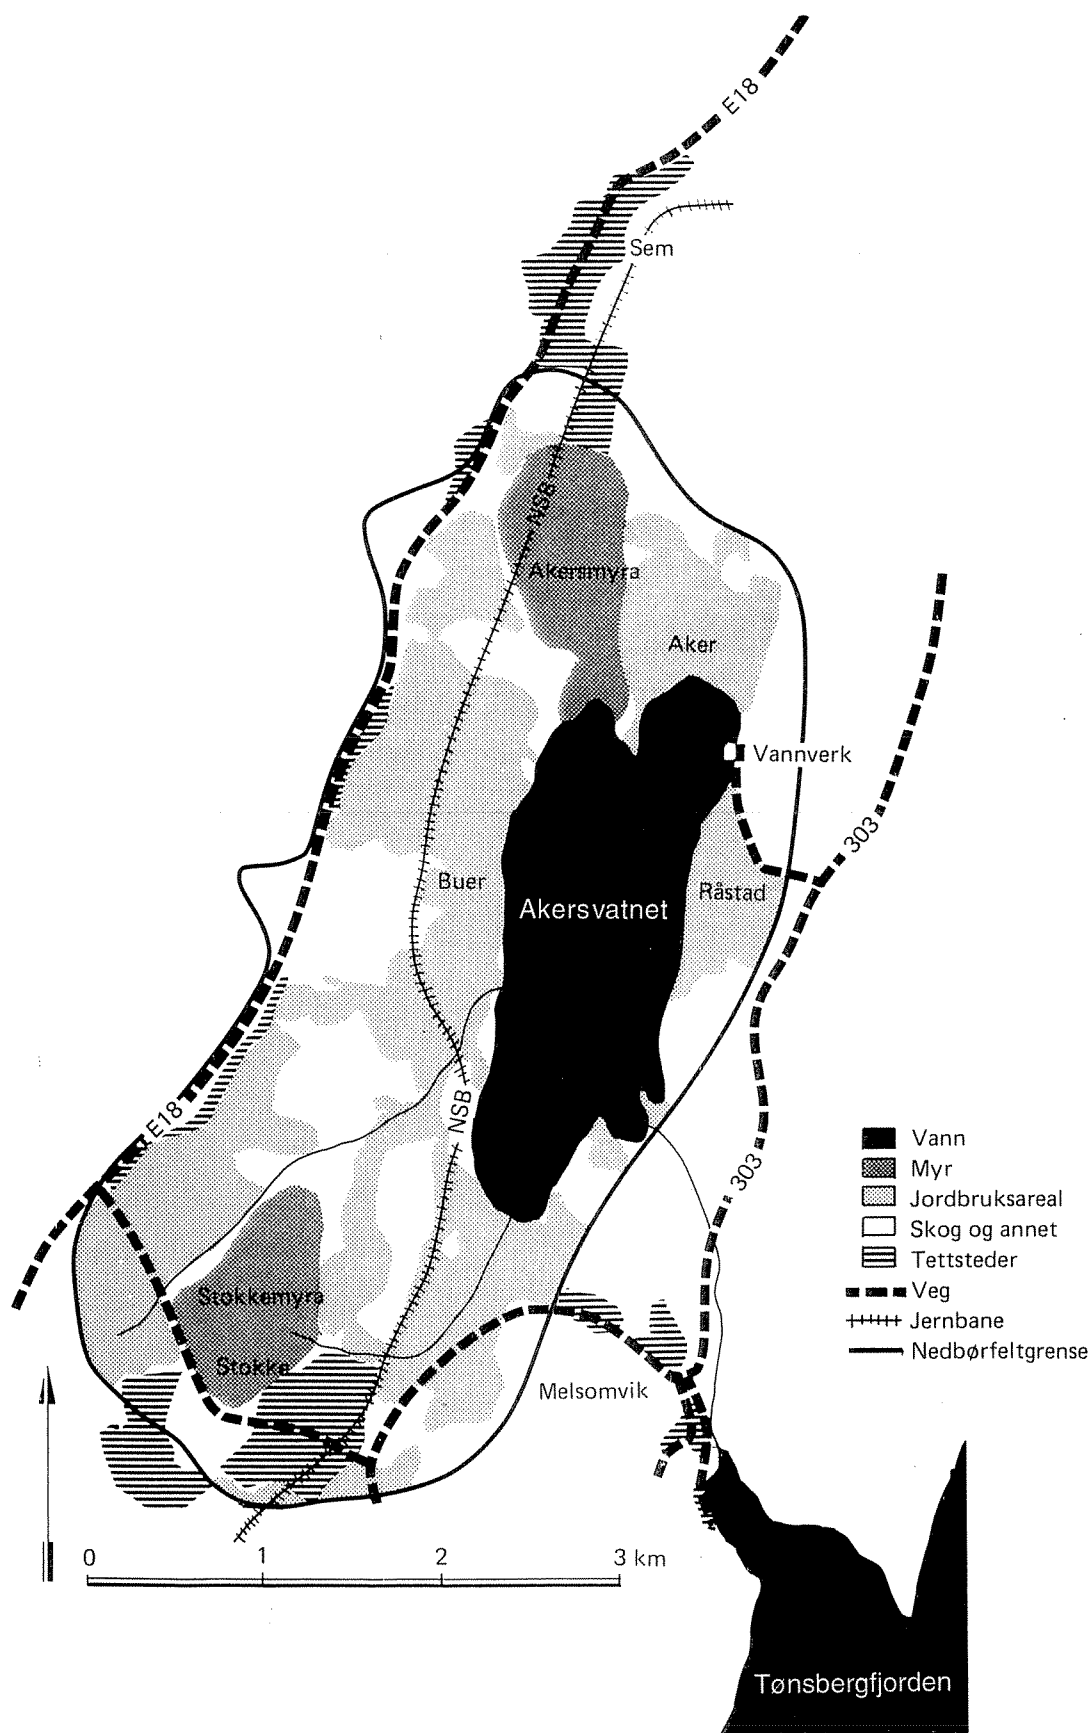 E18
Sem
NSB
Akersmyra
Aker
Vannverk
303
Buer
Råstad
Akersvatnet
E18
NSB
303
Vann
Myr
Jordbruksareal
Skog og annet
Tettsteder
Veg
Jernbane
Nedbørfeltgrense
Stokkemyra
Stokke
Melsomvik
0 1 2 3 km
Tønsbergfjorden